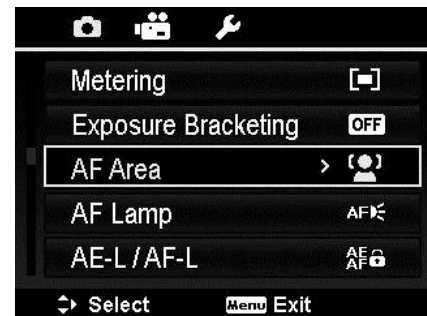 Metering
Exposure Bracketing OFF
AF Area >
AF Lamp AF
AE-L / AF-L AE AF
Select Menu Exit